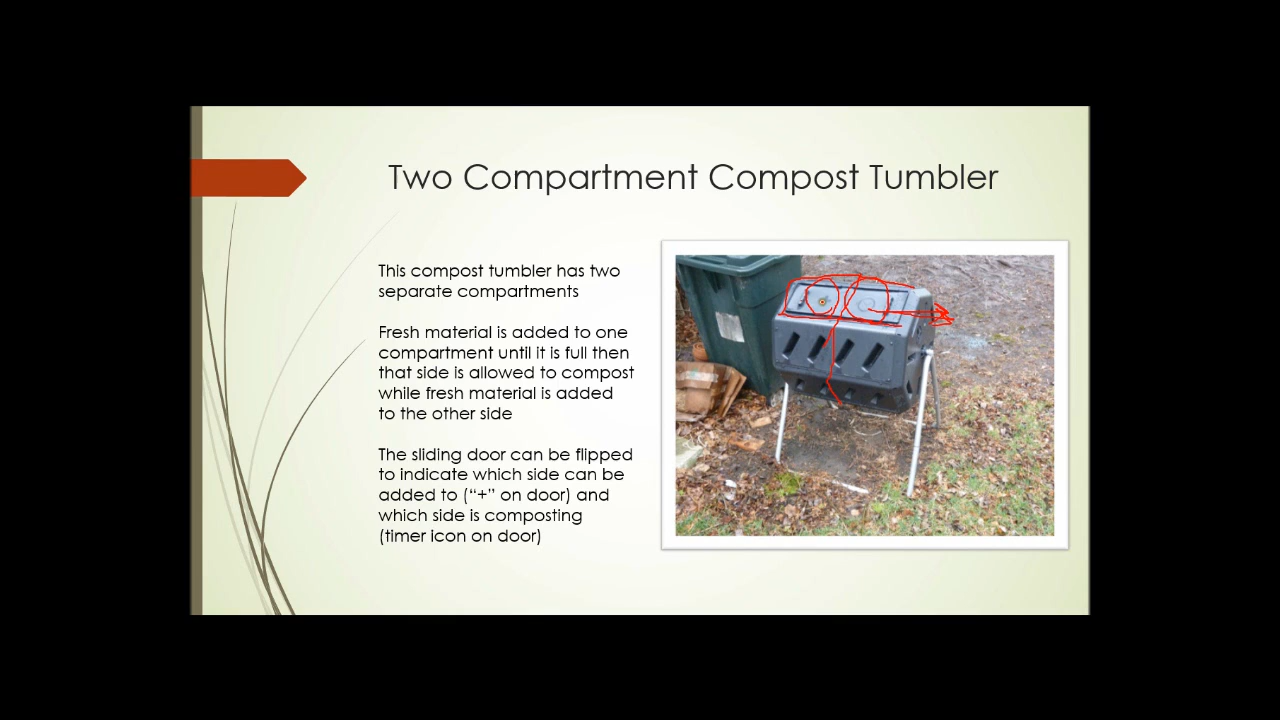 Two Compartment Compost Tumbler
This compost tumbler has two
separate compartments
Fresh material is added to one
compartment until it is full then
that side is allowed to compost
while fresh material is added
to the other side
The sliding door can be flipped
to indicate which side can be
added to (“+” on door) and
which side is composting
(timer icon on door)